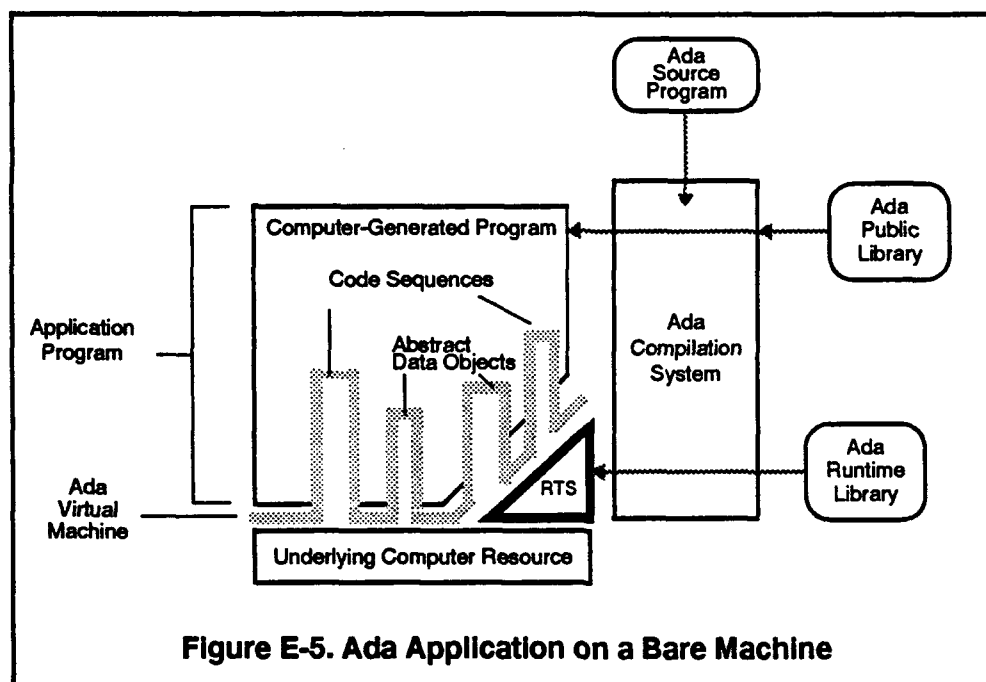 Ada
Source
Program
Computer-Generated Program
Ada
Public
Library
Code Sequences
Application
Program
Abstract
Data Objects
Ada
Compilation
System
Ada
Virtual
Machine
RTS
Ada
Runtime
Library
Underlying Computer Resource
Figure E-5. Ada Application on a Bare Machine